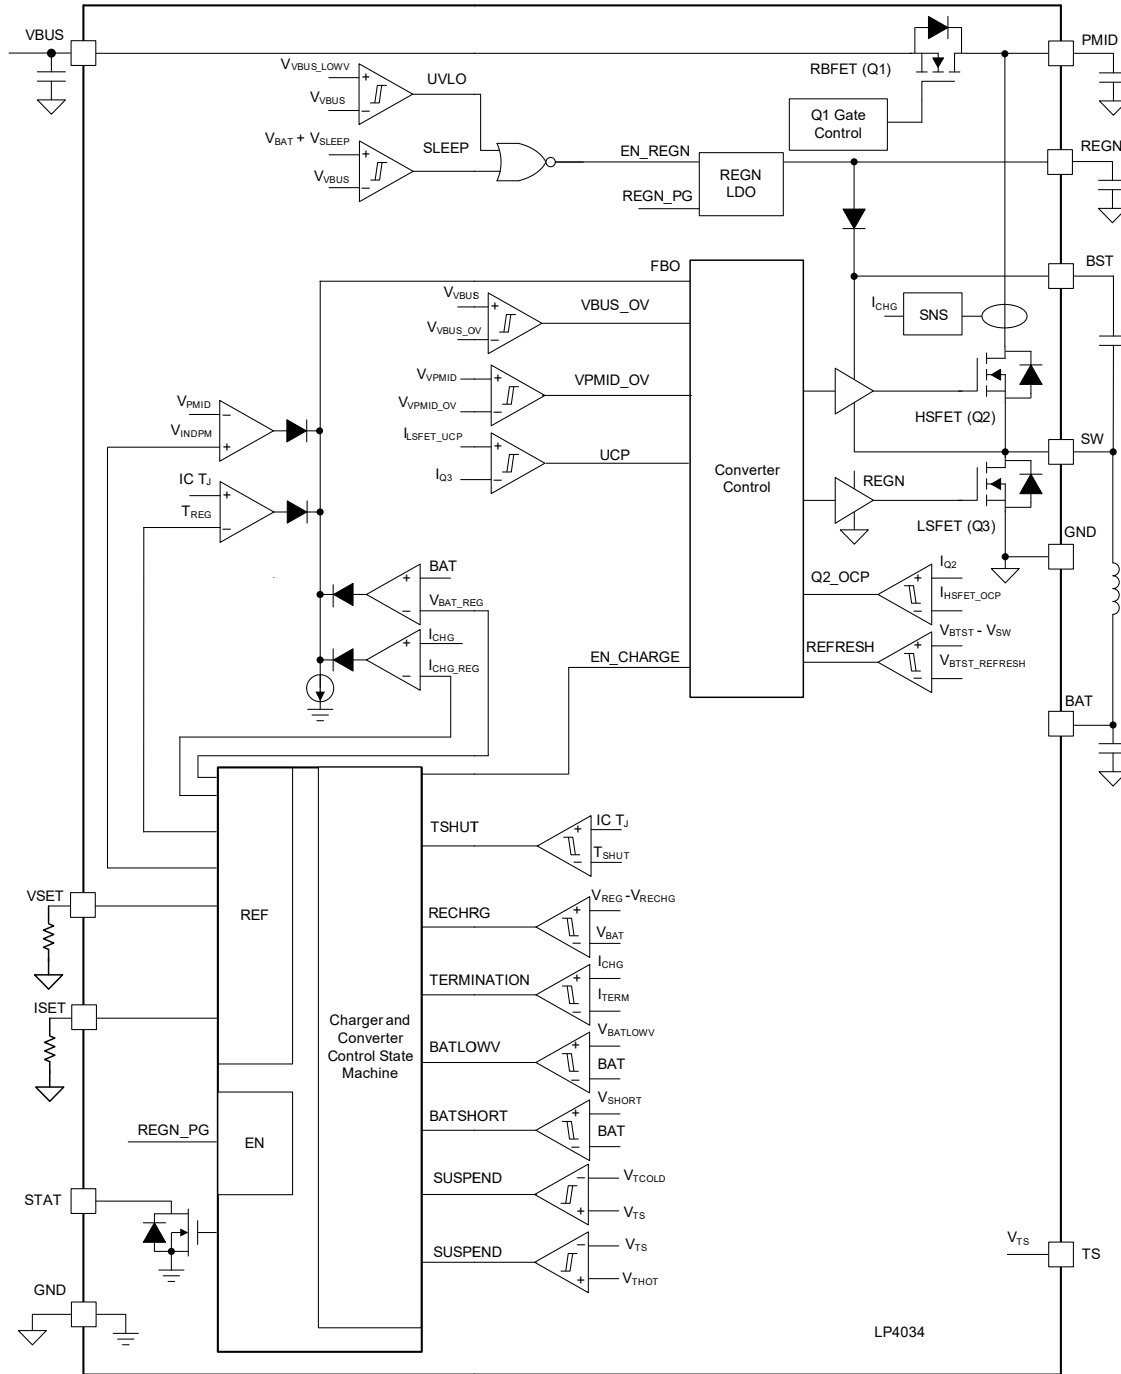 VBUS
PMID
VVBUS_LOWV
UVLO
VVBUS
RBFET (Q1)
Q1 Gate
Control
VBAT + VSLEEP
SLEEP
VVBUS
EN_REGN
REGN
REGN
LDO
REGN_PG
FBO
BST
VVBUS
VBUS_OV
VVBUS_OV
ICHG
SNS
VVPMID
VPMID_OV
VVPMID_OV
HSFET (Q2)
VPMID
VINDPM
ILSFET_UCP
UCP
IQ3
SW
Converter
Control
IC TJ
TREG
REGN
LSFET (Q3)
GND
BAT
VBAT_REG
Q2_OCP
IQ2
IHSFET_OCP
ICHG
ICHG_REG
EN_CHARGE
REFRESH
VBTST - VSW
VBTST_REFRESH
BAT
TSHUT
IC TJ
TSHUT
VSET
REF
RECHRG
VREG -VRECHG
VBAT
ISET
TERMINATION
ICHG
ITERM
Charger and
Converter
Control State
Machine
BATLOWV
VBATLOWV
BAT
REGN_PG
EN
BATSHORT
VSHORT
BAT
STAT
SUSPEND
VTCOLD
VTS
SUSPEND
VTS
VTHOT
VTS
TS
GND
LP4034